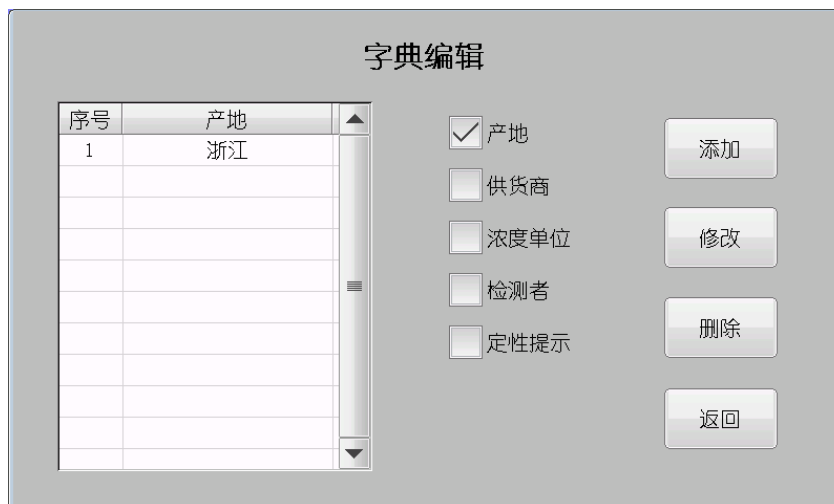 字典编辑
序号 产地
1 浙江
产地
供货商
浓度单位
检测者
定性提示
添加
修改
删除
返回